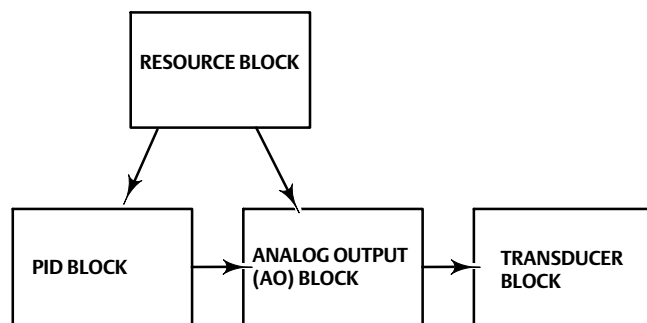 RESOURCE BLOCK
PID BLOCK
ANALOG OUTPUT
(AO) BLOCK
TRANSDUCER
BLOCK